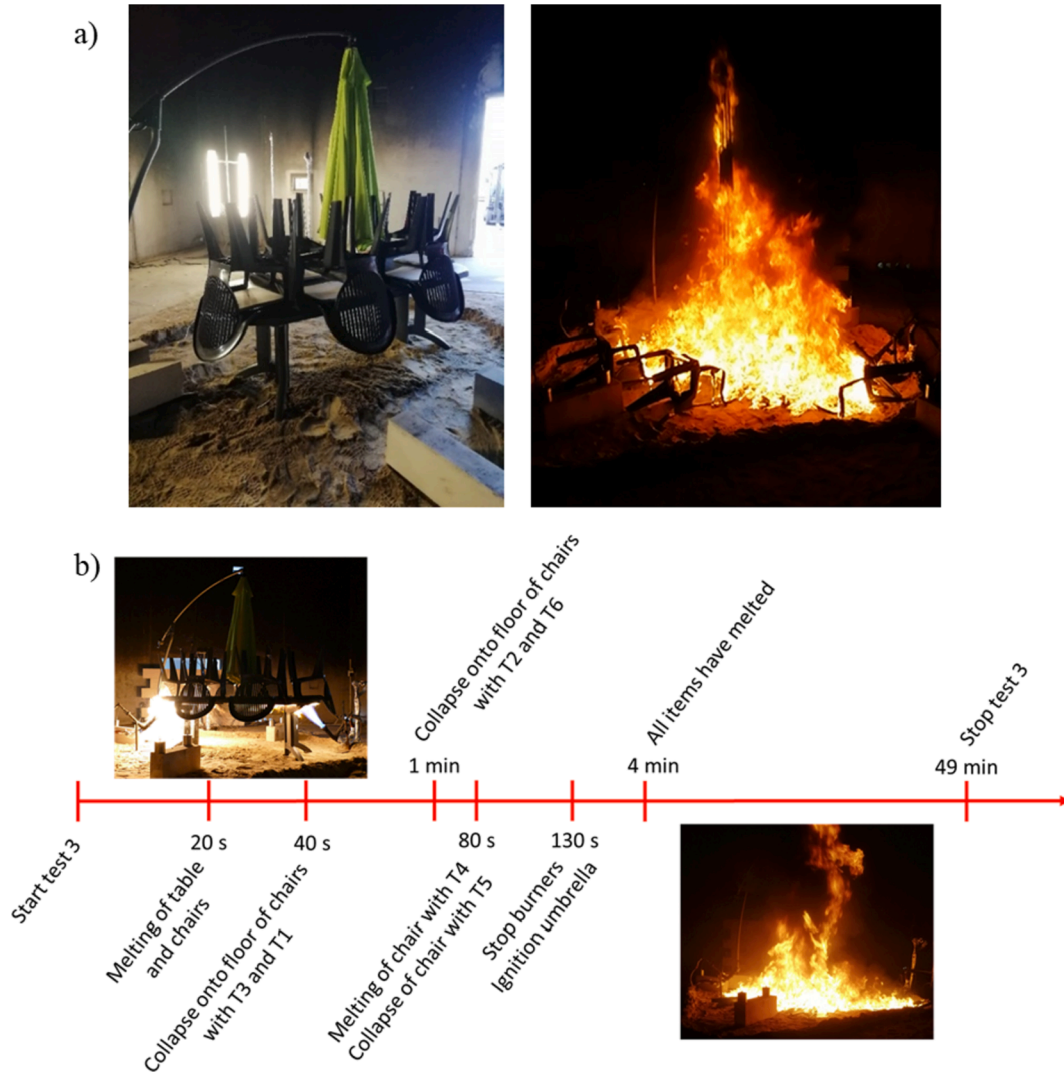 a)
b)
Collapse onto floor of chairs
with T2 and T6
All items have melted
Stop test 3
1 min
4 min
49 min
20 s
40 s
80 s
130 s
Start test 3
Melting of table
and chairs
Collapse onto floor of chairs
with T3 and T1
Melting of chair with T4
Collapse of chair with T5
Stop burners
Ignition umbrella